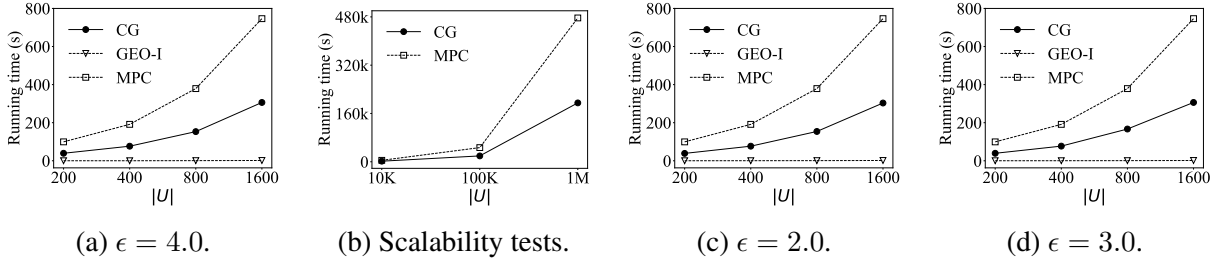 800
600
400
200
0
Running time (s)
CG
GEO-I
MPC
200 400 800 1600
|U|
480k
320k
160k
0
Running time (s)
CG
MPC
10K 100K 1M
|U|
800
600
400
200
0
Running time (s)
CG
GEO-I
MPC
200 400 800 1600
|U|
800
600
400
200
0
Running time (s)
CG
GEO-I
MPC
200 400 800 1600
|U|
(a) ϵ = 4.0. (b) Scalability tests. (c) ϵ = 2.0. (d) ϵ = 3.0.